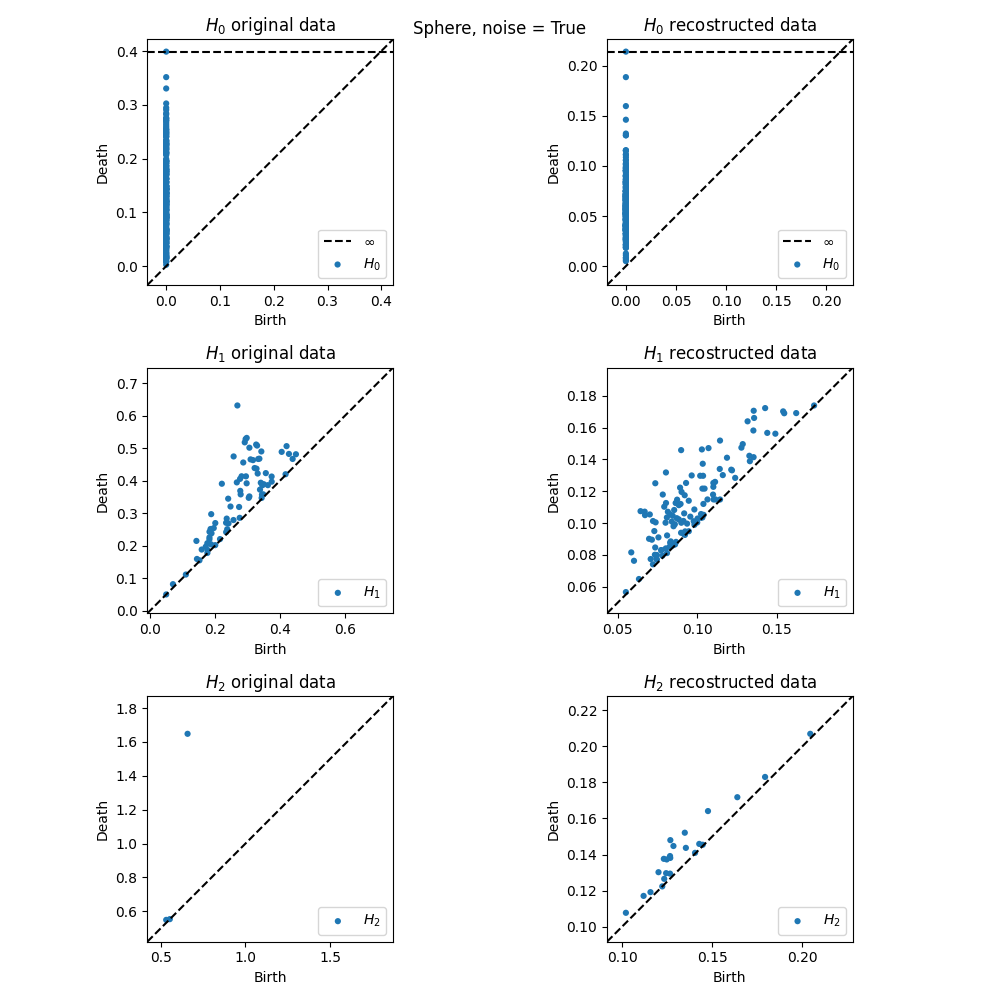 Sphere, noise = True
H₀ original data
0.4
0.3
0.2
0.1
0.0
Death
0.0 0.1 0.2 0.3 0.4
Birth
∞
H₀
H₀ recostructed data
0.20
0.15
0.10
0.05
0.00
Death
0.00 0.05 0.10 0.15 0.20
Birth
∞
H₀
H₁ original data
0.7
0.6
0.5
0.4
0.3
0.2
0.1
0.0
Death
0.0 0.2 0.4 0.6
Birth
H₁
H₁ recostructed data
0.18
0.16
0.14
0.12
0.10
0.08
0.06
Death
0.05 0.10 0.15
Birth
H₁
H₂ original data
1.8
1.6
1.4
1.2
1.0
0.8
0.6
Death
0.5 1.0 1.5
Birth
H₂
H₂ recostructed data
0.22
0.20
0.18
0.16
0.14
0.12
0.10
Death
0.10 0.15 0.20
Birth
H₂